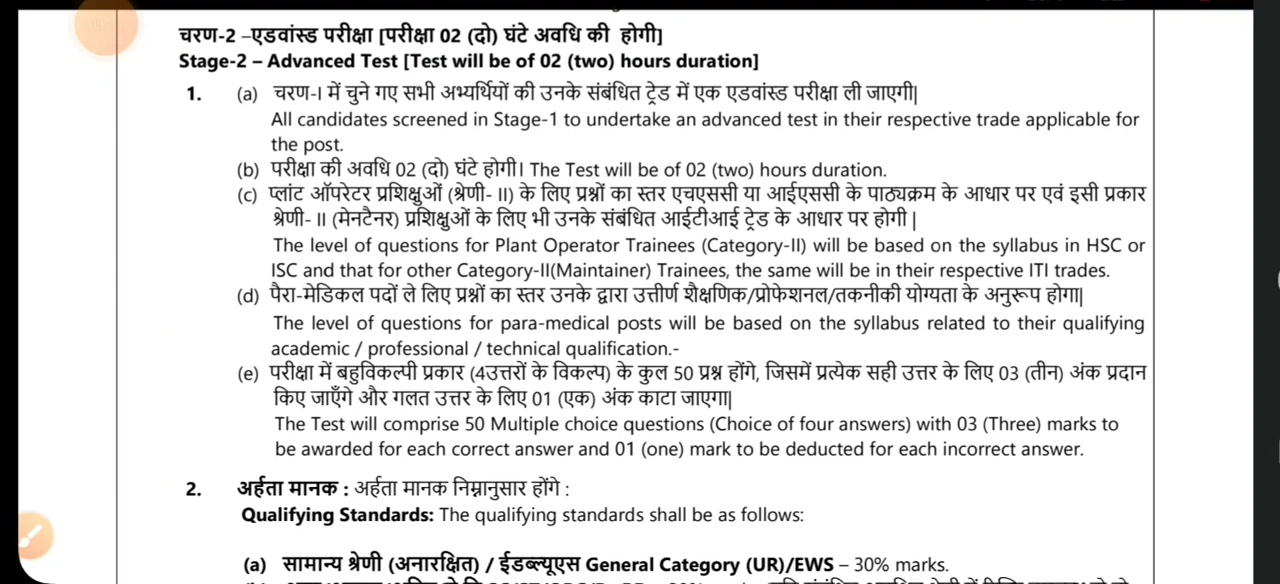 चरण-2 –एडवांस्ड परीक्षा [परीक्षा 02 (दो) घंटे अवधि की होगी]
Stage-2 – Advanced Test [Test will be of 02 (two) hours duration]
1. (a) चरण-I में चुने गए सभी अभ्यर्थियों की उनके संबंधित ट्रेड में एक एडवांस्ड परीक्षा ली जाएगी|
All candidates screened in Stage-1 to undertake an advanced test in their respective trade applicable for
the post.
(b) परीक्षा की अवधि 02 (दो) घंटे होगी। The Test will be of 02 (two) hours duration.
(c) प्लांट ऑपरेटर प्रशिक्षुओं (श्रेणी- II) के लिए प्रश्नों का स्तर एचएससी या आईएससी के पाठ्यक्रम के आधार पर एवं इसी प्रकार
श्रेणी- II (मेनटैनर) प्रशिक्षुओं के लिए भी उनके संबंधित आईटीआई ट्रेड के आधार पर होगी |
The level of questions for Plant Operator Trainees (Category-II) will be based on the syllabus in HSC or
ISC and that for other Category-II(Maintainer) Trainees, the same will be in their respective ITI trades.
(d) पैरा-मेडिकल पदों ले लिए प्रश्नों का स्तर उनके द्वारा उत्तीर्ण शैक्षणिक/प्रोफेशनल/तकनीकी योग्यता के अनुरूप होगा|
The level of questions for para-medical posts will be based on the syllabus related to their qualifying
academic / professional / technical qualification.-
(e) परीक्षा में बहुविकल्पी प्रकार (4उत्तरों के विकल्प) के कुल 50 प्रश्न होंगे, जिसमें प्रत्येक सही उत्तर के लिए 03 (तीन) अंक प्रदान
किए जाएँगे और गलत उत्तर के लिए 01 (एक) अंक काटा जाएगा|
The Test will comprise 50 Multiple choice questions (Choice of four answers) with 03 (Three) marks to
be awarded for each correct answer and 01 (one) mark to be deducted for each incorrect answer.
2. अर्हता मानक : अर्हता मानक निम्नानुसार होंगे :
Qualifying Standards: The qualifying standards shall be as follows:
(a) सामान्य श्रेणी (अनारक्षित) / ईडब्ल्यूएस General Category (UR)/EWS – 30% marks.